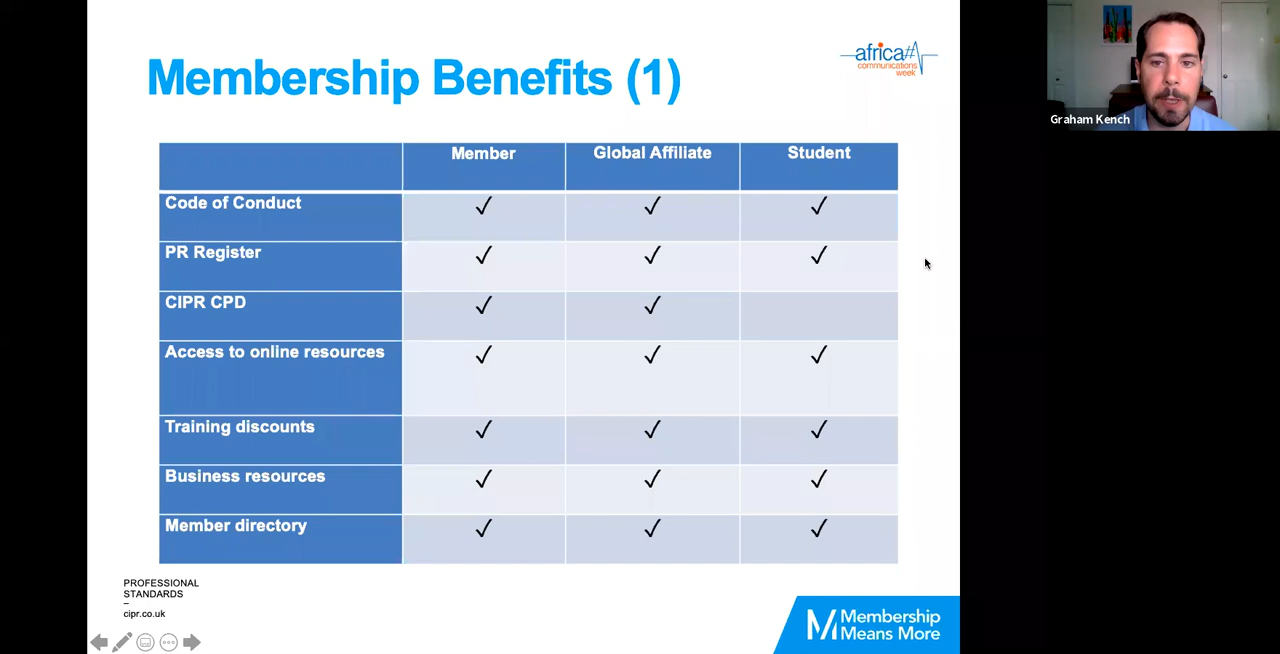 Membership Benefits (1)
africa#
communications
week
Graham Kench
Member Global Affiliate Student
Code of Conduct ✓ ✓ ✓
PR Register ✓ ✓ ✓
CIPR CPD ✓ ✓
Access to online resources ✓ ✓ ✓
Training discounts ✓ ✓ ✓
Business resources ✓ ✓ ✓
Member directory ✓ ✓ ✓
PROFESSIONAL
STANDARDS
–
cipr.co.uk
Membership
Means More